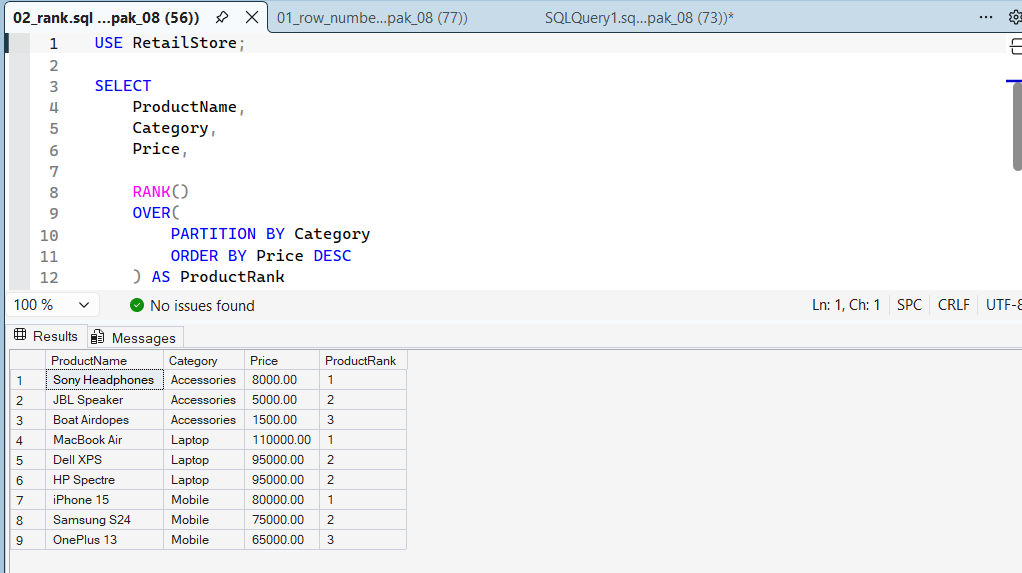 02_rank.sql ...pak_08 (56))
01_row_numbe...pak_08 (77))
SQLQuery1.sq...pak_08 (73))*
1 USE RetailStore;
2
3 SELECT
4 ProductName,
5 Category,
6 Price,
7
8 RANK()
9 OVER(
10 PARTITION BY Category
11 ORDER BY Price DESC
12 ) AS ProductRank
100 % No issues found Ln: 1, Ch: 1 SPC CRLF UTF-8
Results Messages
ProductName Category Price ProductRank
1 Sony Headphones Accessories 8000.00 1
2 JBL Speaker Accessories 5000.00 2
3 Boat Airdopes Accessories 1500.00 3
4 MacBook Air Laptop 110000.00 1
5 Dell XPS Laptop 95000.00 2
6 HP Spectre Laptop 95000.00 2
7 iPhone 15 Mobile 80000.00 1
8 Samsung S24 Mobile 75000.00 2
9 OnePlus 13 Mobile 65000.00 3